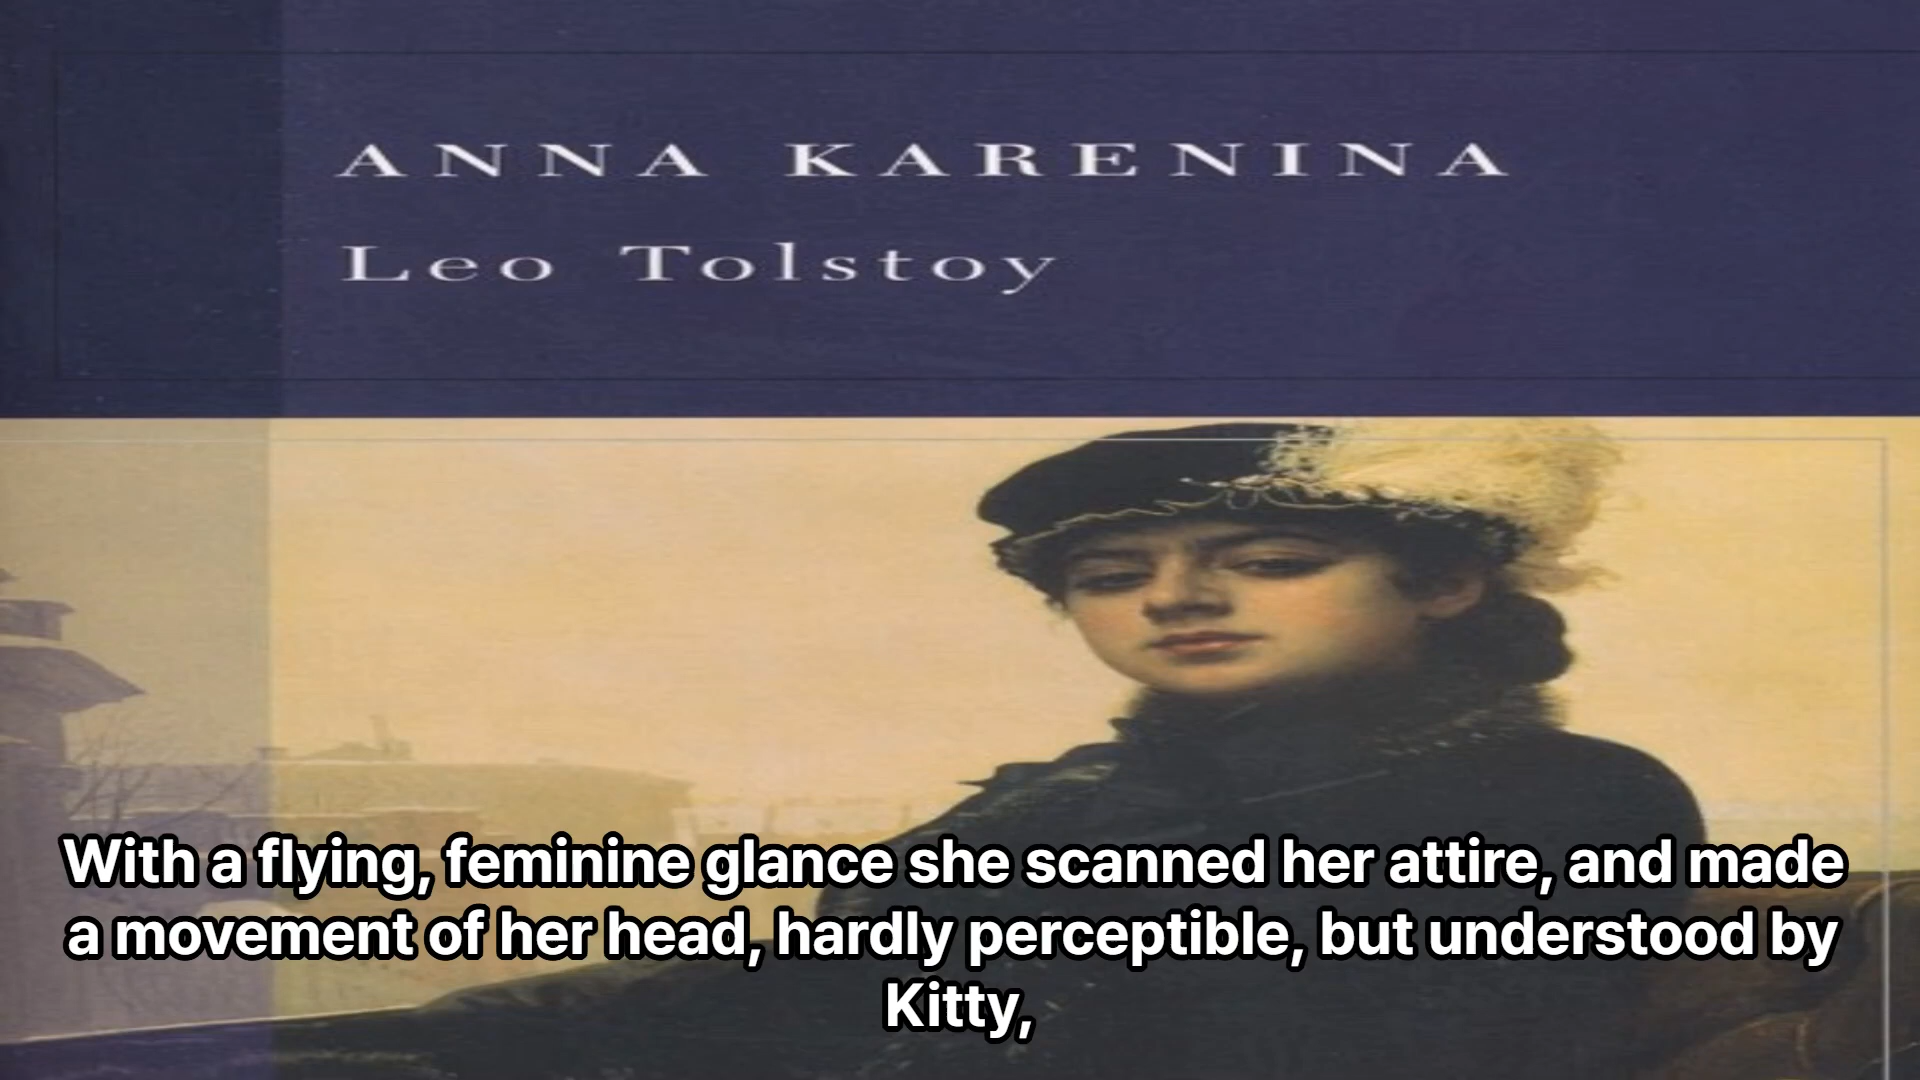 ANNA KARENINA
Leo Tolstoy
With a flying, feminine glance she scanned her attire, and made
a movement of her head, hardly perceptible, but understood by
Kitty,